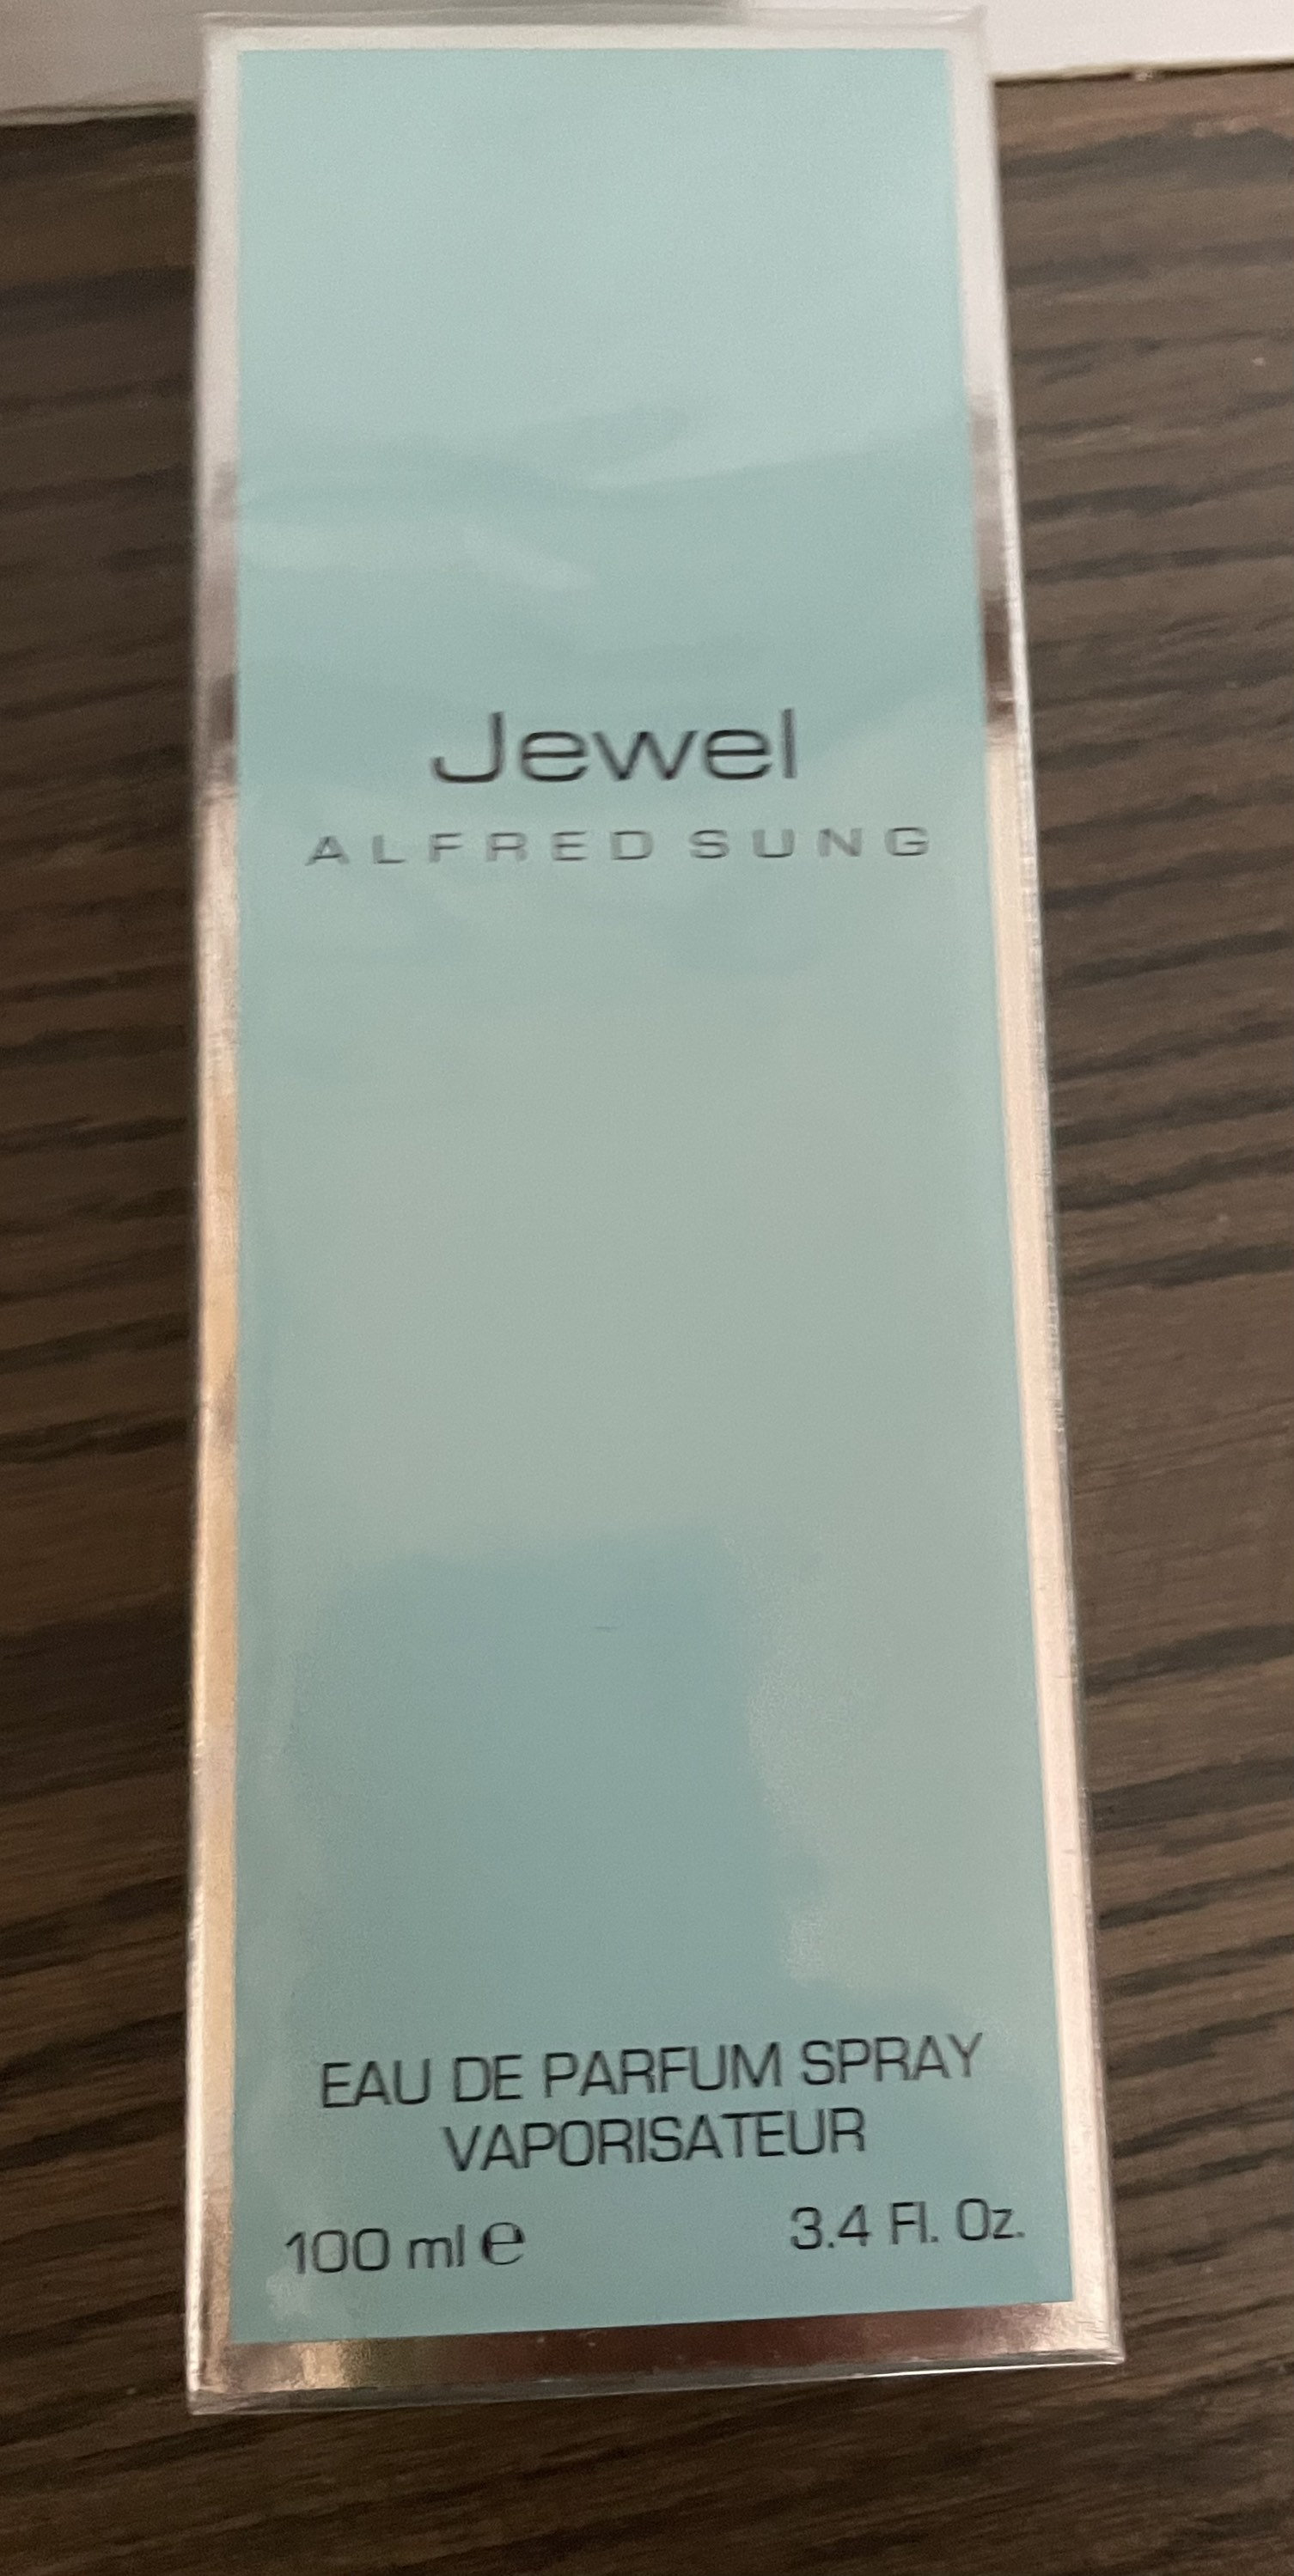 Jewel
ALFRED SUNG
EAU DE PARFUM SPRAY
VAPORISATEUR
100 ml ℮ 3.4 Fl. Oz.